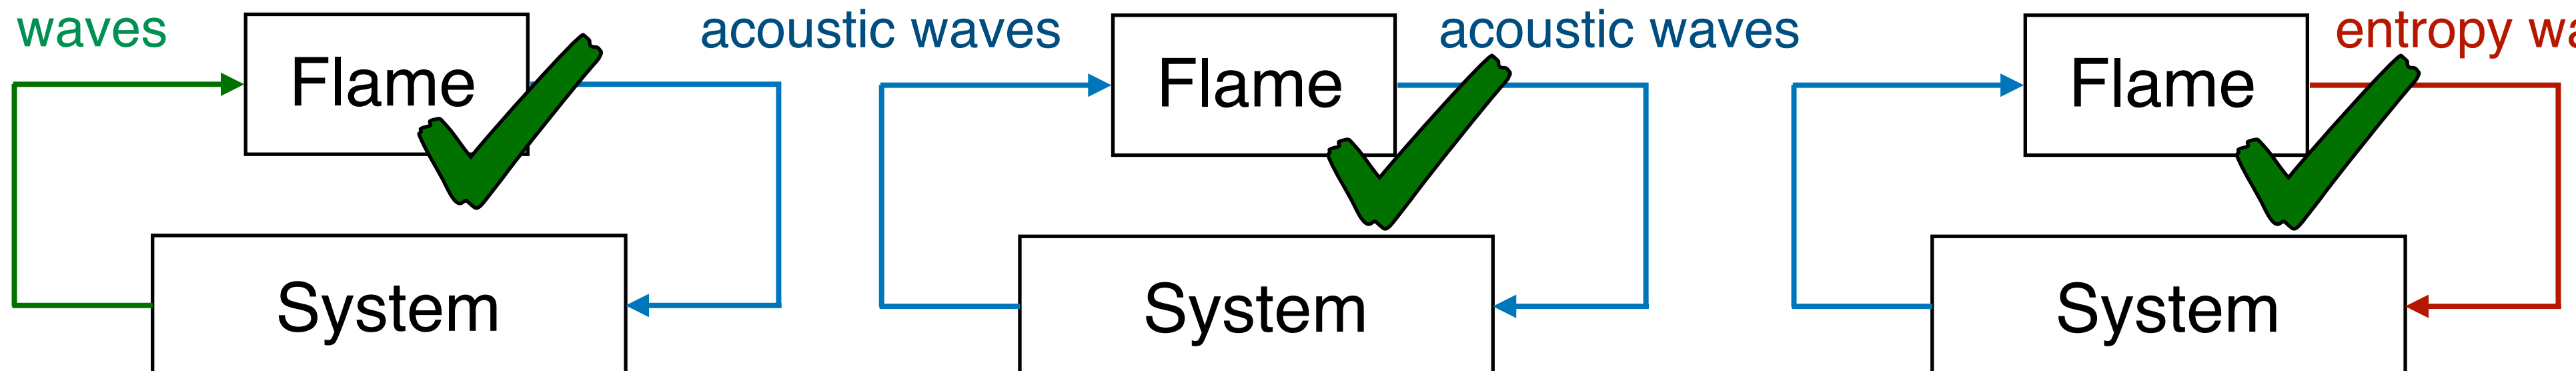 waves
acoustic waves
acoustic waves
entropy
Flame
Flame
Flame
System
System
System